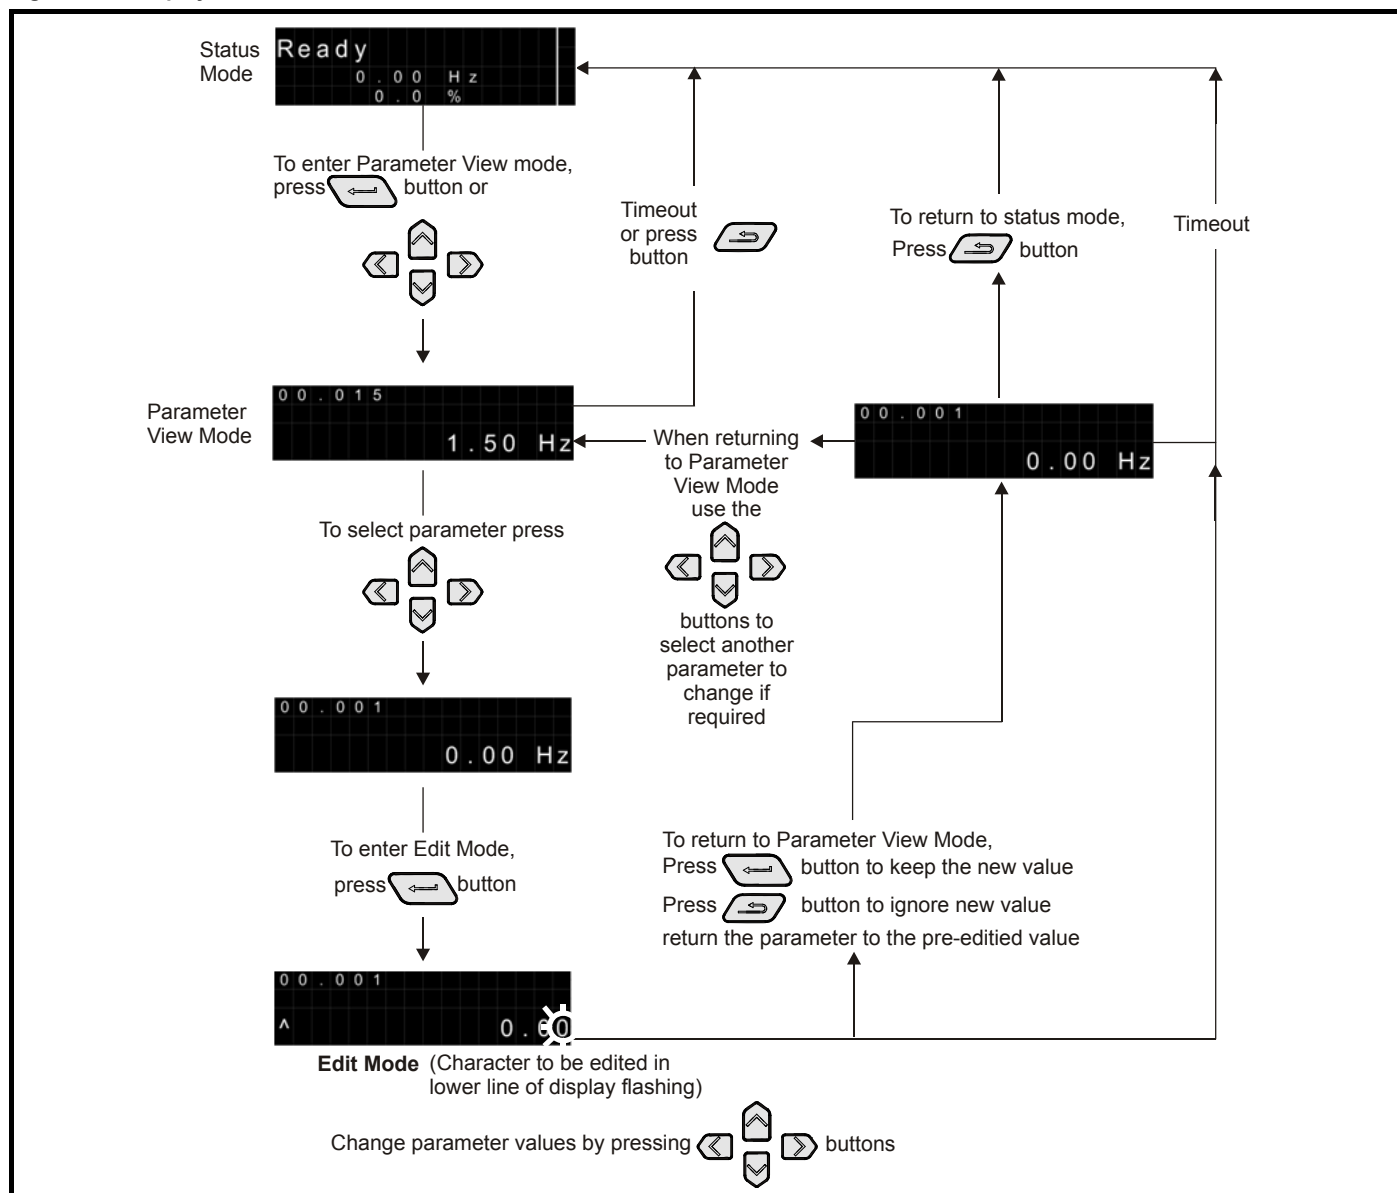 Status
Mode
Ready
0.00 Hz
0.0 %
To enter Parameter View mode,
press button or
Timeout
or press
button
To return to status mode,
Press button
Timeout
Parameter
View Mode
00.015
1.50 Hz
When returning
to Parameter
View Mode
use the
buttons to
select another
parameter to
change if
required
00.001
0.00 Hz
To select parameter press
00.001
0.00 Hz
To enter Edit Mode,
press button
To return to Parameter View Mode,
Press button to keep the new value
Press button to ignore new value
return the parameter to the pre-editied value
00.001
^ 0.00
Edit Mode (Character to be edited in
lower line of display flashing)
Change parameter values by pressing buttons